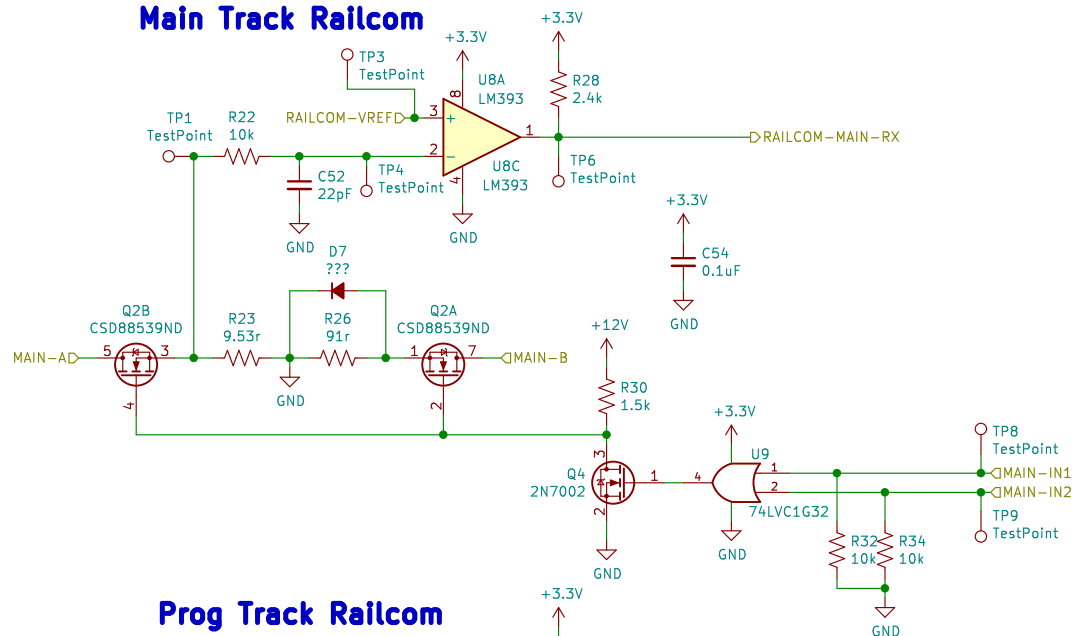 Main Track Railcom
+3.3V
+3.3V
TP3
TestPoint
U8A
LM393
8
R28
2.4k
RAILCOM-VREF
3
+
1
RAILCOM-MAIN-RX
TP1
TestPoint
R22
10k
2
-
TP4
TestPoint
U8C
LM393
4
TP6
TestPoint
C52
22pF
GND
GND
+3.3V
C54
0.1uF
GND
D7
???
Q2B
CSD88539ND
R23
9.53r
R26
91r
Q2A
CSD88539ND
MAIN-A
5
3
1
7
MAIN-B
4
2
GND
+12V
R30
1.5k
+3.3V
3
Q4
2N7002
1
2
GND
U9
4
1
2
74LVC1G32
GND
TP8
TestPoint
MAIN-IN1
MAIN-IN2
TP9
TestPoint
R32
10k
R34
10k
GND
Prog Track Railcom
+3.3V